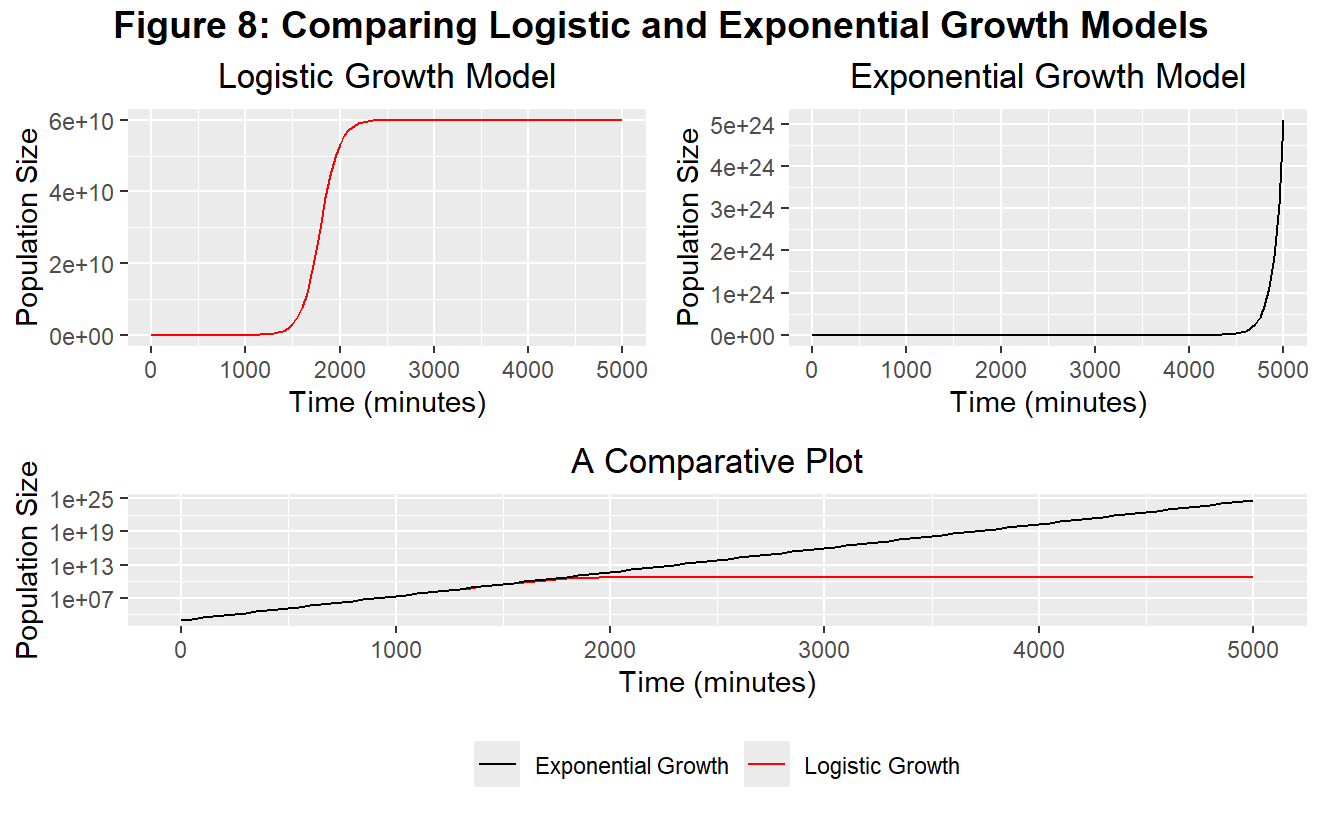 Figure 8: Comparing Logistic and Exponential Growth Models
Logistic Growth Model
Population Size
6e+10
4e+10
2e+10
0e+00
0 1000 2000 3000 4000 5000
Time (minutes)
Exponential Growth Model
Population Size
5e+24
4e+24
3e+24
2e+24
1e+24
0e+00
0 1000 2000 3000 4000 5000
Time (minutes)
A Comparative Plot
Population Size
1e+25
1e+19
1e+13
1e+07
0 1000 2000 3000 4000 5000
Time (minutes)
Exponential Growth Logistic Growth